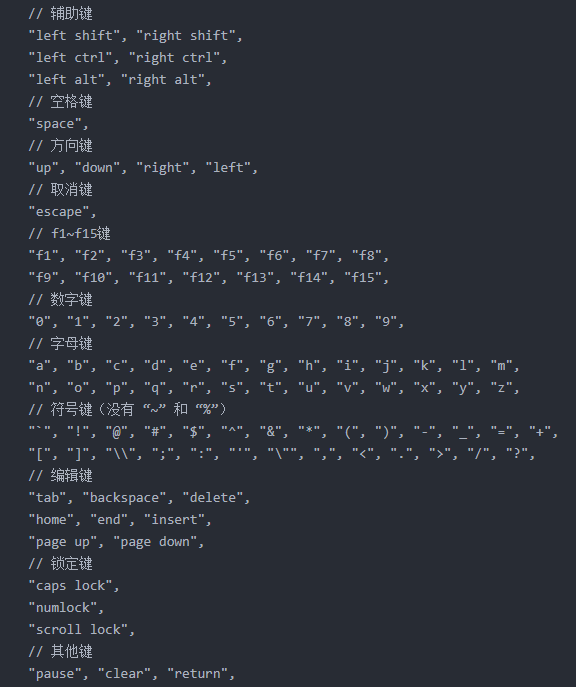 // 辅助键
"left shift", "right shift",
"left ctrl", "right ctrl",
"left alt", "right alt",
// 空格键
"space",
// 方向键
"up", "down", "right", "left",
// 取消键
"escape",
// f1~f15键
"f1", "f2", "f3", "f4", "f5", "f6", "f7", "f8",
"f9", "f10", "f11", "f12", "f13", "f14", "f15",
// 数字键
"0", "1", "2", "3", "4", "5", "6", "7", "8", "9",
// 字母键
"a", "b", "c", "d", "e", "f", "g", "h", "i", "j", "k", "l", "m",
"n", "o", "p", "q", "r", "s", "t", "u", "v", "w", "x", "y", "z",
// 符号键（没有 “~” 和 “%”）
"`", "!", "@", "#", "$", "^", "&", "*", "(", ")", "-", "_", "=", "+",
"[", "]", "\\", ";", ":", "'", "\"", ",", "<", ".", ">", "/", "?",
// 编辑键
"tab", "backspace", "delete",
"home", "end", "insert",
"page up", "page down",
// 锁定键
"caps lock",
"numlock",
"scroll lock",
// 其他键
"pause", "clear", "return",